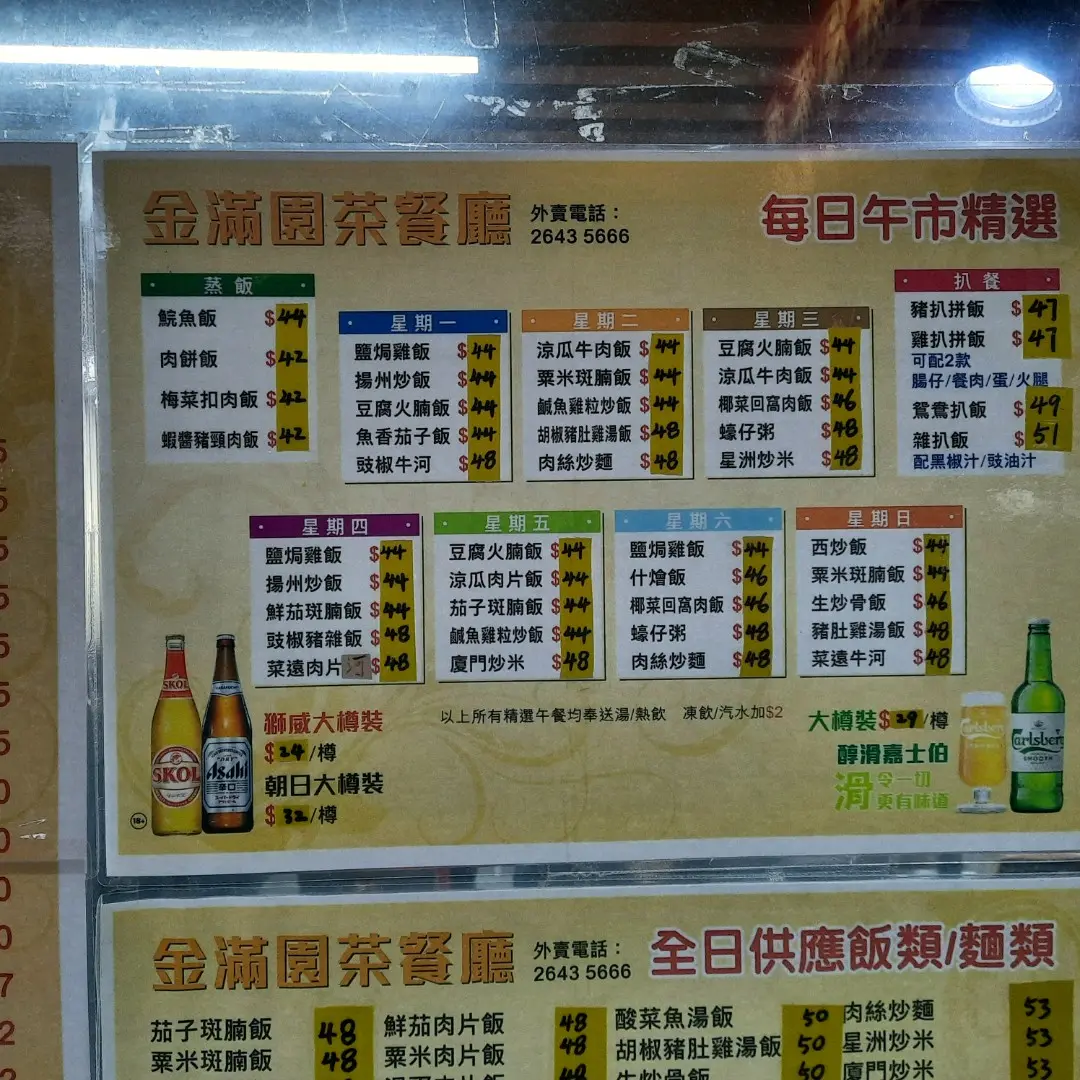 金滿園茶餐廳
外賣電話：
2643 5666
每日午市精選
蒸飯
鯇魚飯 $44
肉餅飯 $42
梅菜扣肉飯 $42
蝦醬豬頸肉飯 $42
星期一
鹽焗雞飯 $44
揚州炒飯 $44
豆腐火腩飯 $44
魚香茄子飯 $44
豉椒牛河 $48
星期二
涼瓜牛肉飯 $44
粟米斑腩飯 $44
鹹魚雞粒炒飯 $44
胡椒豬肚雞湯飯 $48
肉絲炒麵 $48
星期三
豆腐火腩飯 $44
涼瓜牛肉飯 $44
椰菜回窩肉飯 $46
蠔仔粥 $48
星洲炒米 $48
扒餐
豬扒拼飯 $47
雞扒拼飯 $47
可配2款
腸仔/餐肉/蛋/火腿
鴛鴦扒飯 $49
雜扒飯 $51
配黑椒汁/豉油汁
星期四
鹽焗雞飯 $44
揚州炒飯 $44
鮮茄斑腩飯 $44
豉椒豬雜飯 $48
菜遠肉片河 $48
星期五
豆腐火腩飯 $44
涼瓜肉片飯 $44
茄子斑腩飯 $44
鹹魚雞粒炒飯 $44
廈門炒米 $48
星期六
鹽焗雞飯 $44
什燴飯 $46
椰菜回窩肉飯 $46
蠔仔粥 $48
肉絲炒麵 $48
星期日
西炒飯 $44
粟米斑腩飯 $44
生炒骨飯 $46
豬肚雞湯飯 $48
菜遠牛河 $48
SKOL
SKOL
Asahi
辛口
18+
獅威大樽裝
$24/樽
朝日大樽裝
$32/樽
以上所有精選午餐均奉送湯/熱飲 凍飲/汽水加$2
大樽裝$29/樽
醇滑嘉士伯
滑令一切
更有味道
Carlsberg
Carlsberg
SMOOTH
金滿園茶餐廳
外賣電話：
2643 5666
全日供應飯類/麵類
茄子斑腩飯 48
粟米斑腩飯 48
鮮茄肉片飯 48
粟米肉片飯 48
酸菜魚湯飯 50
胡椒豬肚雞湯飯 50
生炒骨飯 50
肉絲炒麵 53
星洲炒米 53
廈門炒米 53